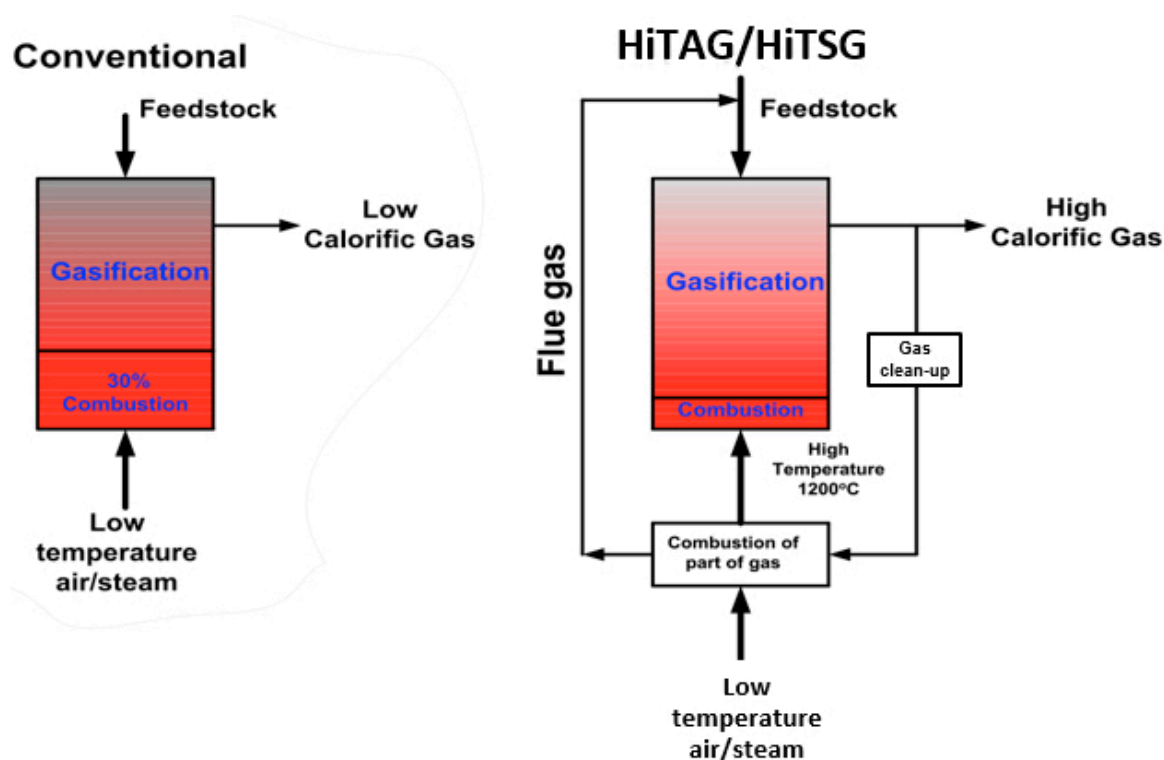 Conventional
Feedstock
Low
Calorific Gas
Gasification
30%
Combustion
Low
temperature
air/steam
HiTAG/HiTSG
Feedstock
Flue gas
High
Calorific Gas
Gasification
Gas
clean-up
Combustion
High
Temperature
1200°C
Combustion of
part of gas
Low
temperature
air/steam